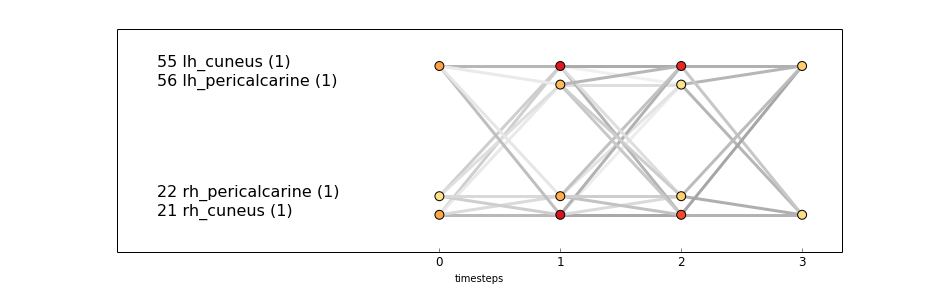 55 lh_cuneus (1)
56 lh_pericalcarine (1)
22 rh_pericalcarine (1)
21 rh_cuneus (1)
0 1 2 3
timesteps